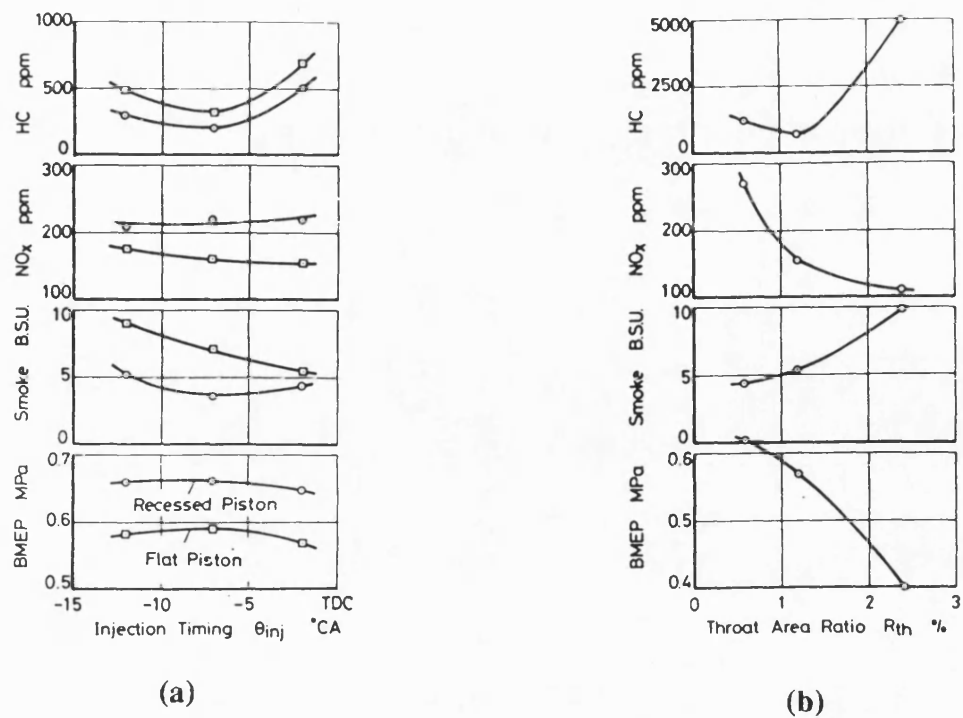 1000
HC ppm
500
0
300
NOx ppm
200
100
10
Smoke B.S.U.
5
0
0.7
BMEP MPa
Recessed Piston
0.6
Flat Piston
0.5
-15 -10 -5 TDC
Injection Timing θinj °CA
(a)
5000
HC ppm
2500
0
300
NOx ppm
200
100
10
Smoke B.S.U.
5
0
0.6
BMEP MPa
0.5
0.4
0 1 2 3
Throat Area Ratio Rth %
(b)